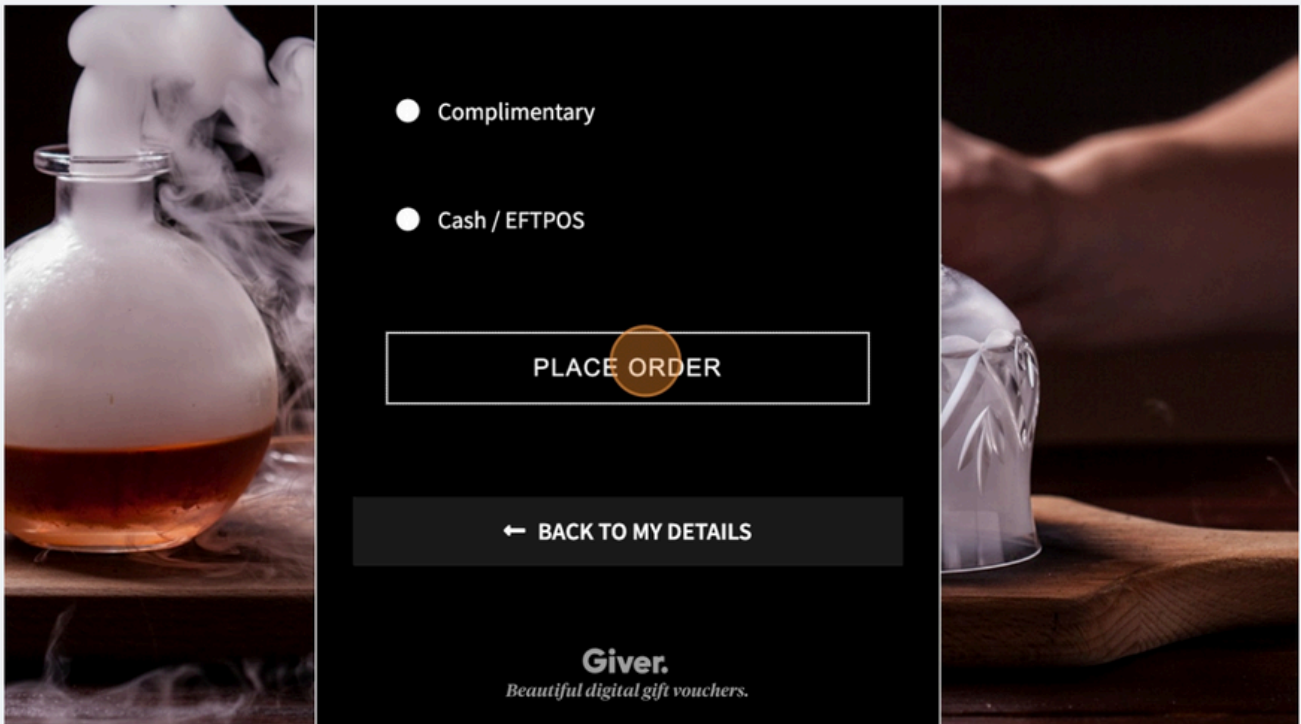 Complimentary
Cash / EFTPOS
PLACE ORDER
← BACK TO MY DETAILS
Giver.
Beautiful digital gift vouchers.